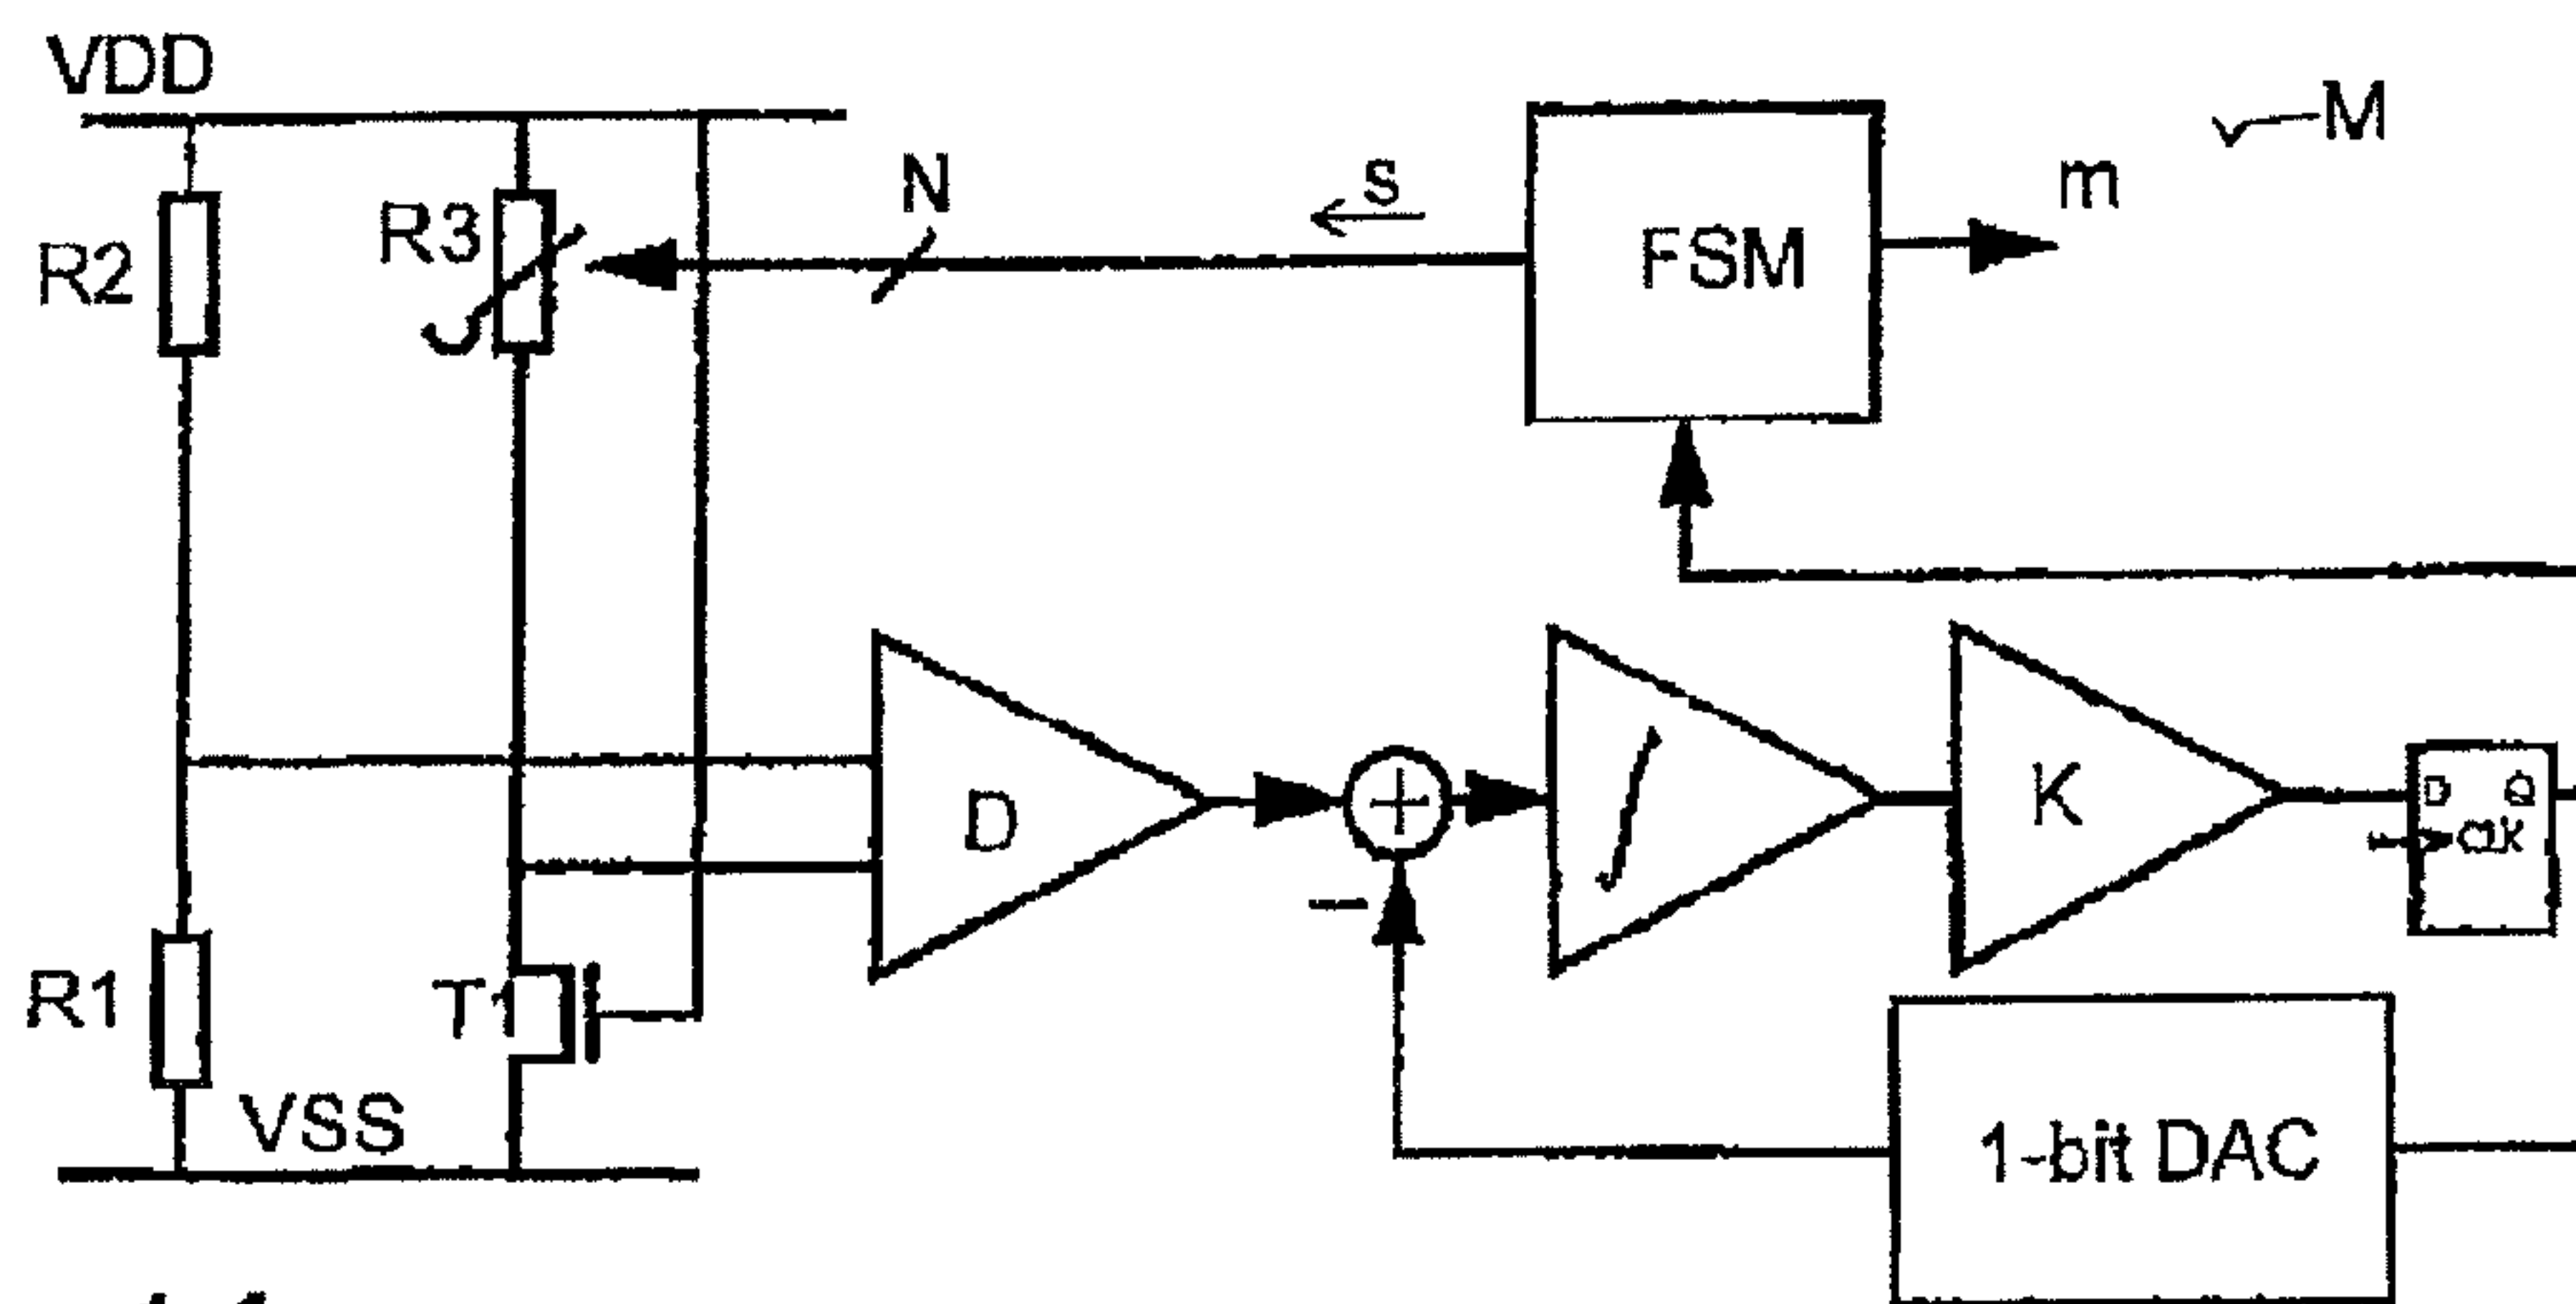 VDD
M
N
s
m
R3
R2
FSM
D
+
∫
K
D Q
clk
−
R1
T1
VSS
1-bit DAC